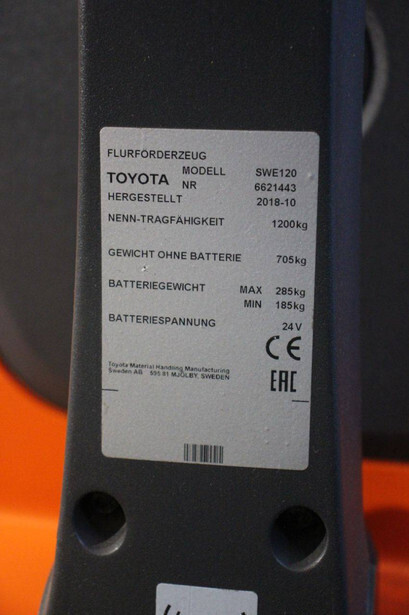 FLURFÖRDERZEUG
TOYOTA MODELL SWE120
NR 6621443
HERGESTELLT 2018-10
NENN-TRAGFÄHIGKEIT 1200kg
GEWICHT OHNE BATTERIE 705kg
BATTERIEGEWICHT MAX 285kg
MIN 185kg
BATTERIESPANNUNG 24V
CE
Toyota Material Handling Manufacturing
Sweden AB 595 81 MJÖLBY, SWEDEN
EAC